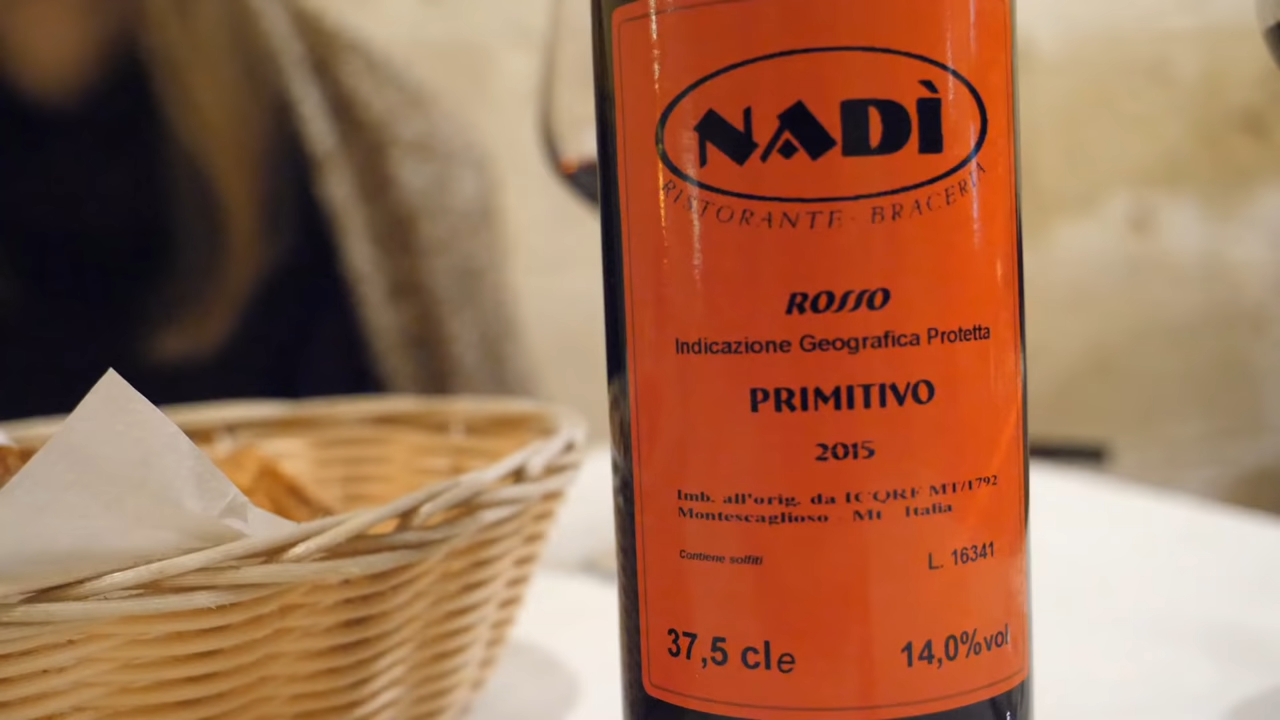 NADÌ
RISTORANTE - BRACERIA
ROSSO
Indicazione Geografica Protetta
PRIMITIVO
2015
Imb. all'orig. da ICQRF MT/1792
Montescaglioso Mt Italia
Contiene solfiti
L. 16341
37,5 cl e
14,0%vol